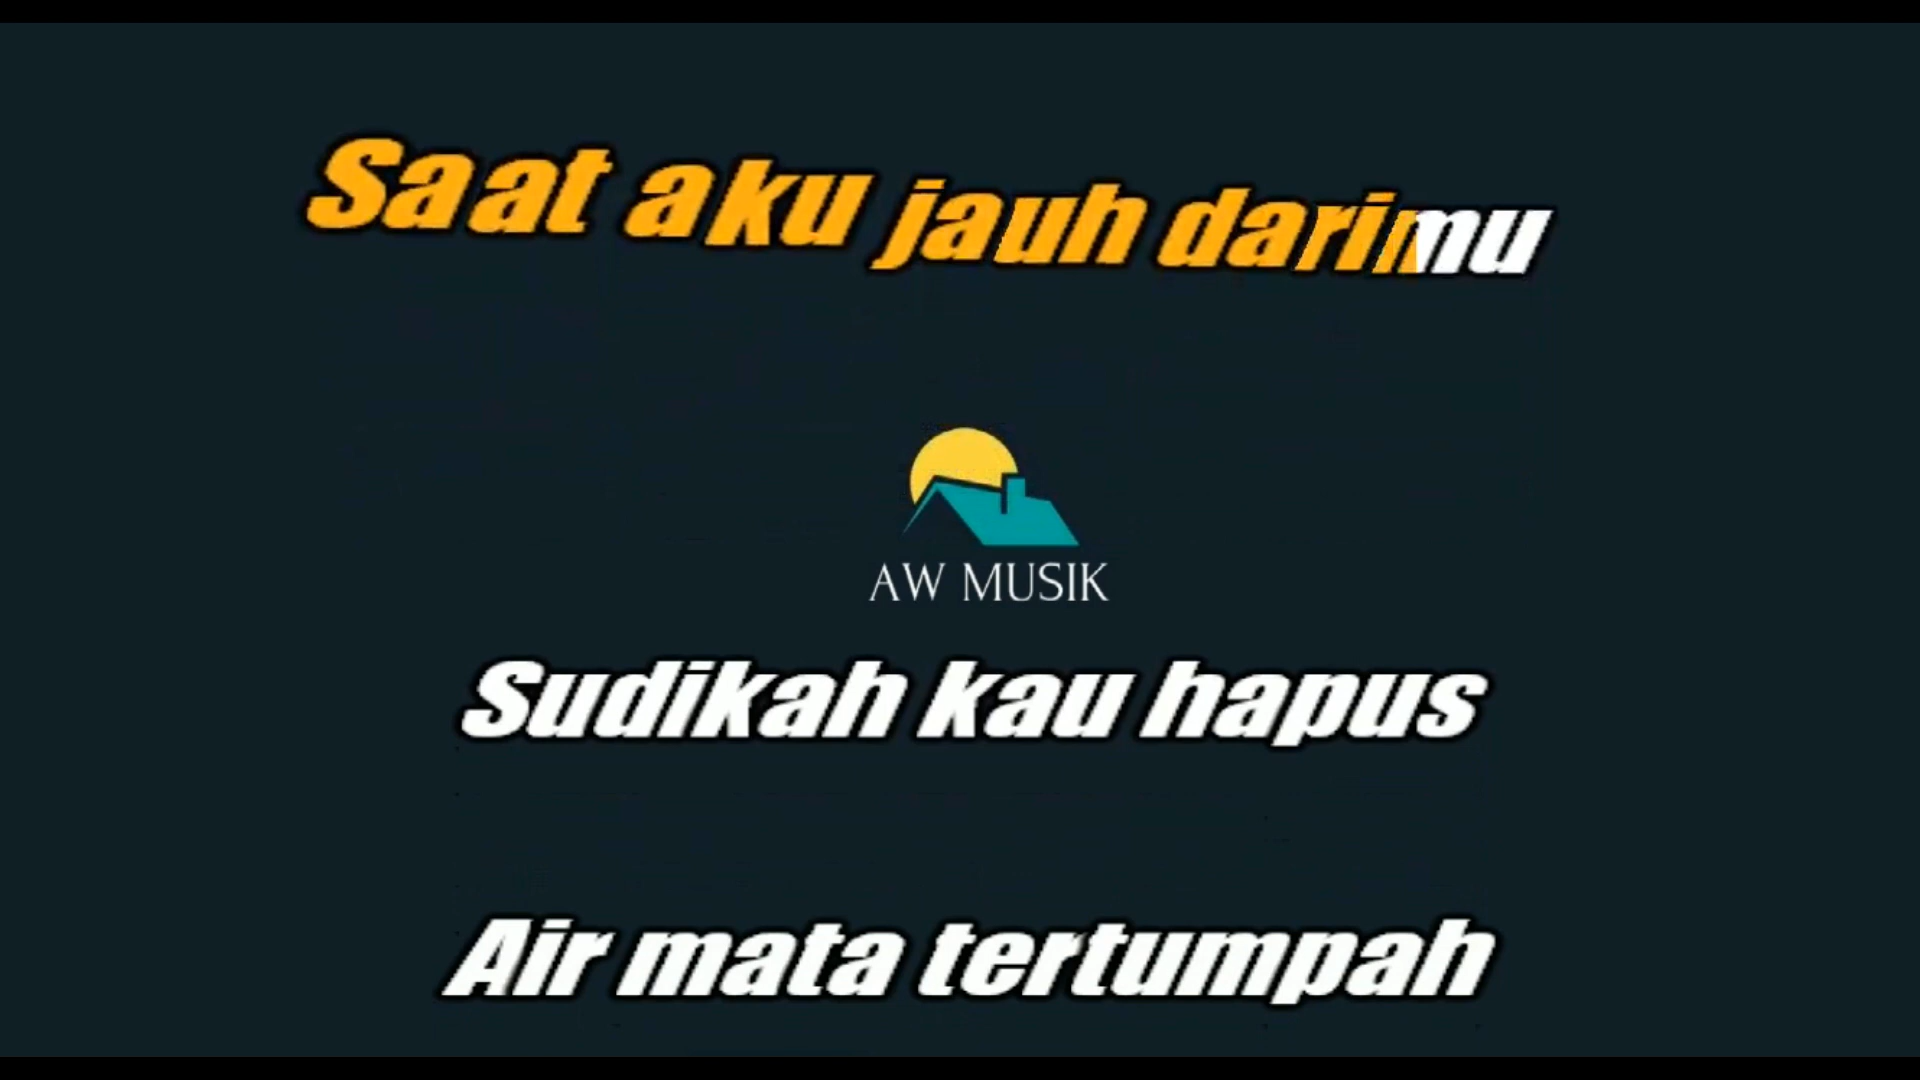 Saat aku jauh darimu
AW MUSIK
Sudikah kau hapus
Air mata tertumpah